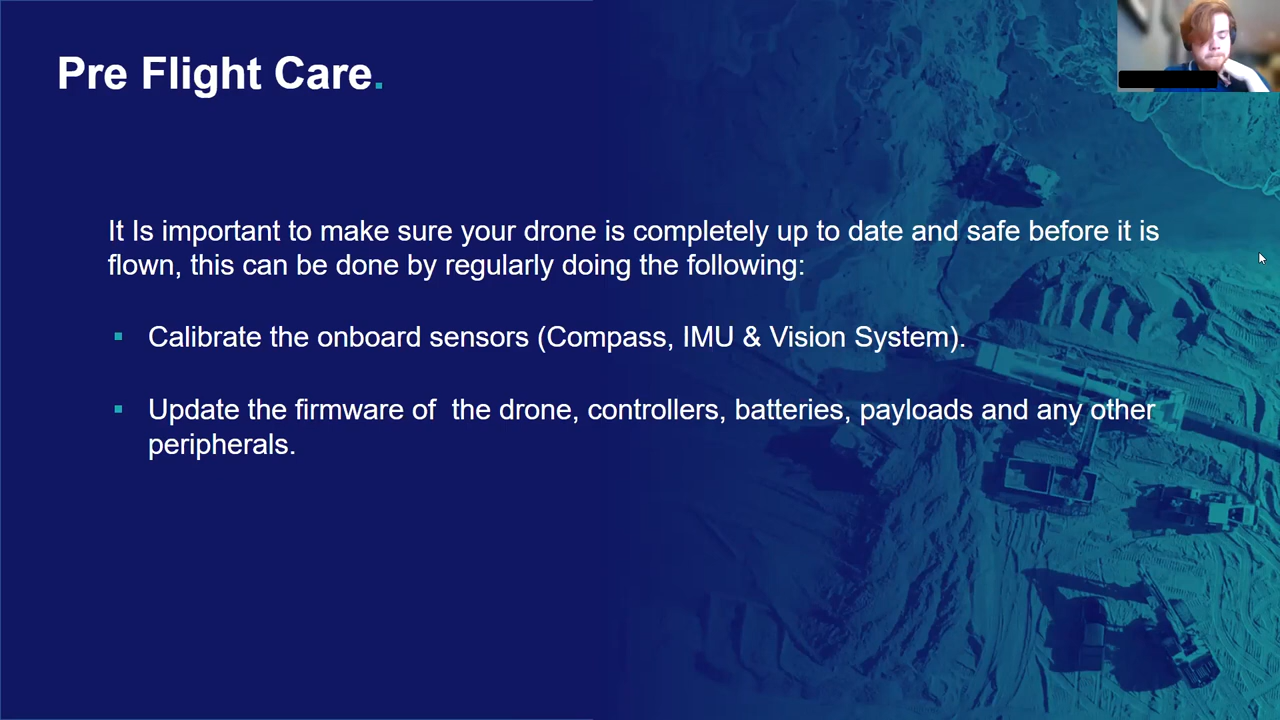 Pre Flight Care.
It Is important to make sure your drone is completely up to date and safe before it is
flown, this can be done by regularly doing the following:
Calibrate the onboard sensors (Compass, IMU & Vision System).
Update the firmware of  the drone, controllers, batteries, payloads and any other
peripherals.